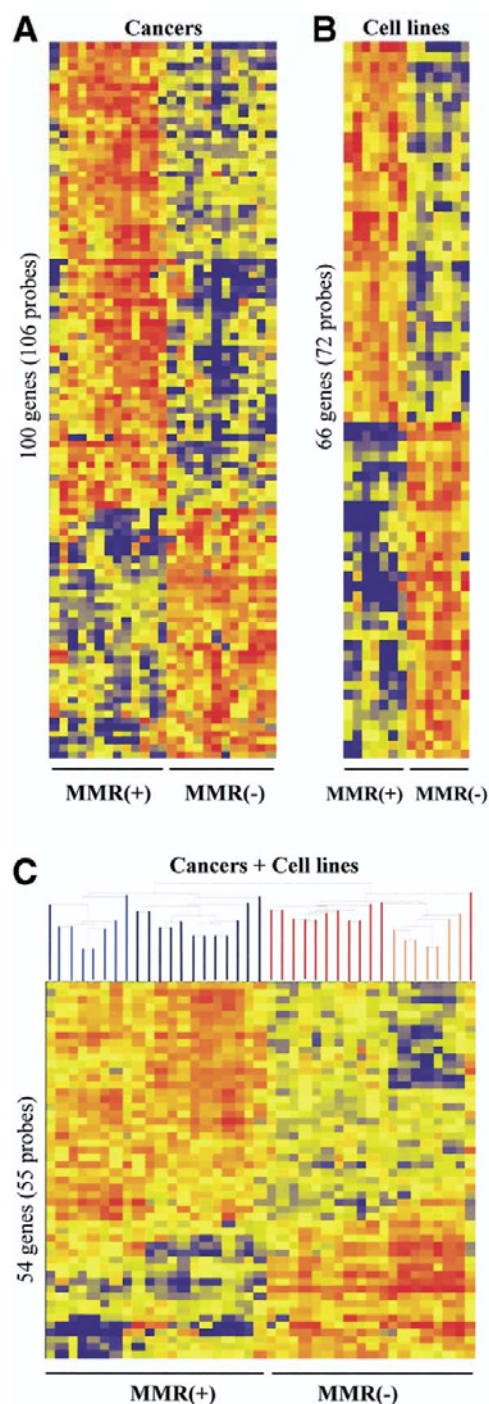 A
Cancers
100 genes (106 probes)
MMR(+) MMR(-)
B
Cell lines
66 genes (72 probes)
MMR(+) MMR(-)
C
Cancers + Cell lines
54 genes (55 probes)
MMR(+) MMR(-)